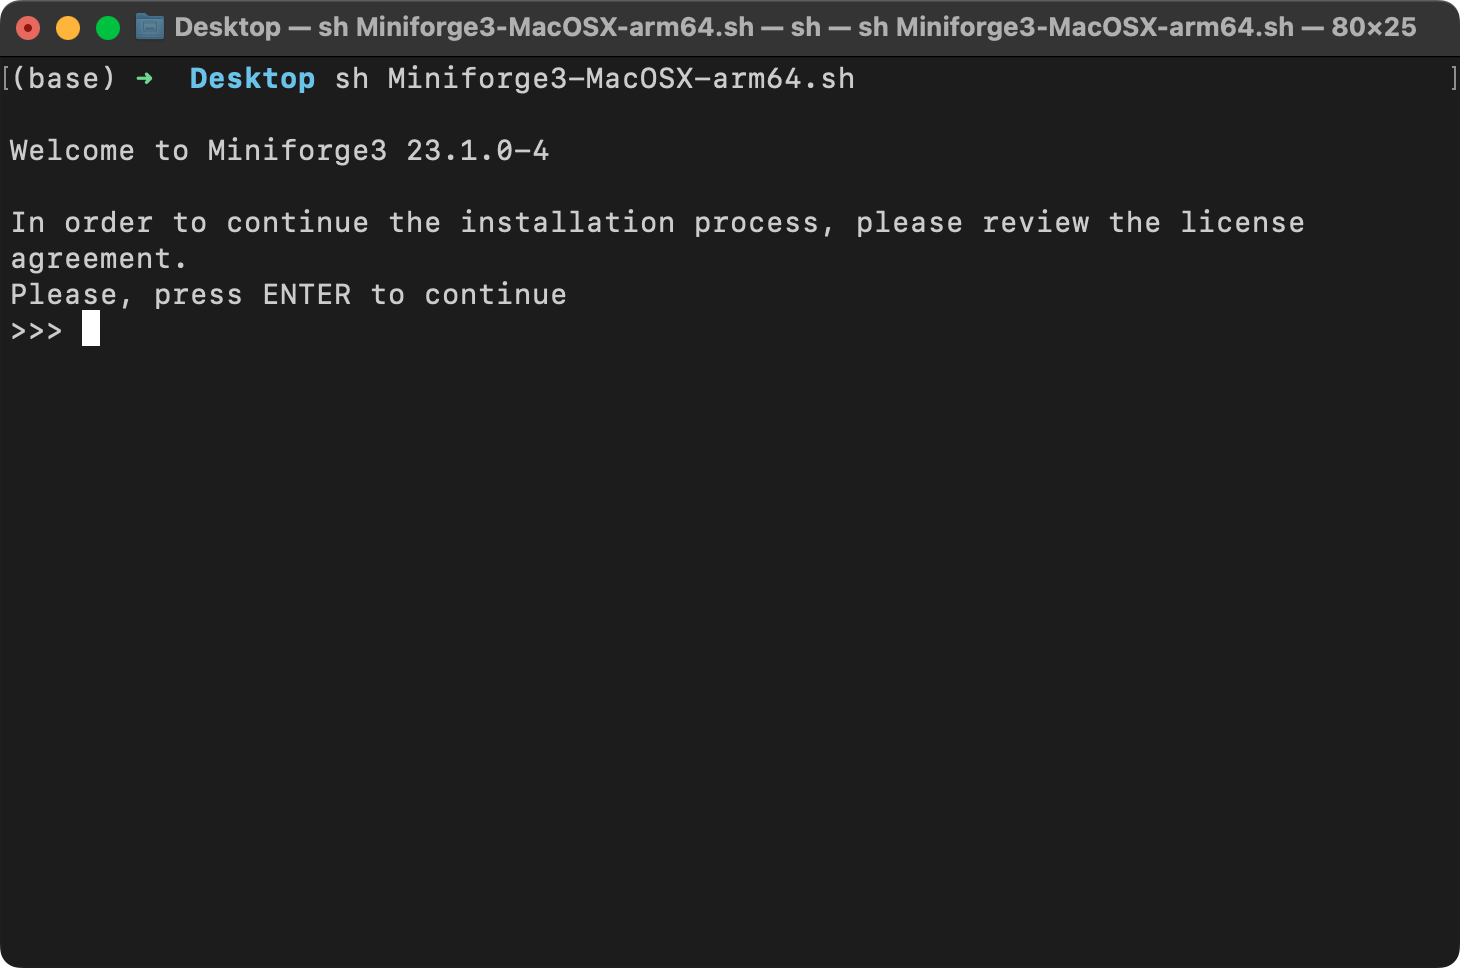 Desktop — sh Miniforge3-MacOSX-arm64.sh — sh — sh Miniforge3-MacOSX-arm64.sh — 80×25
[(base) ➜  Desktop sh Miniforge3-MacOSX-arm64.sh ]
Welcome to Miniforge3 23.1.0-4
In order to continue the installation process, please review the license
agreement.
Please, press ENTER to continue
>>>